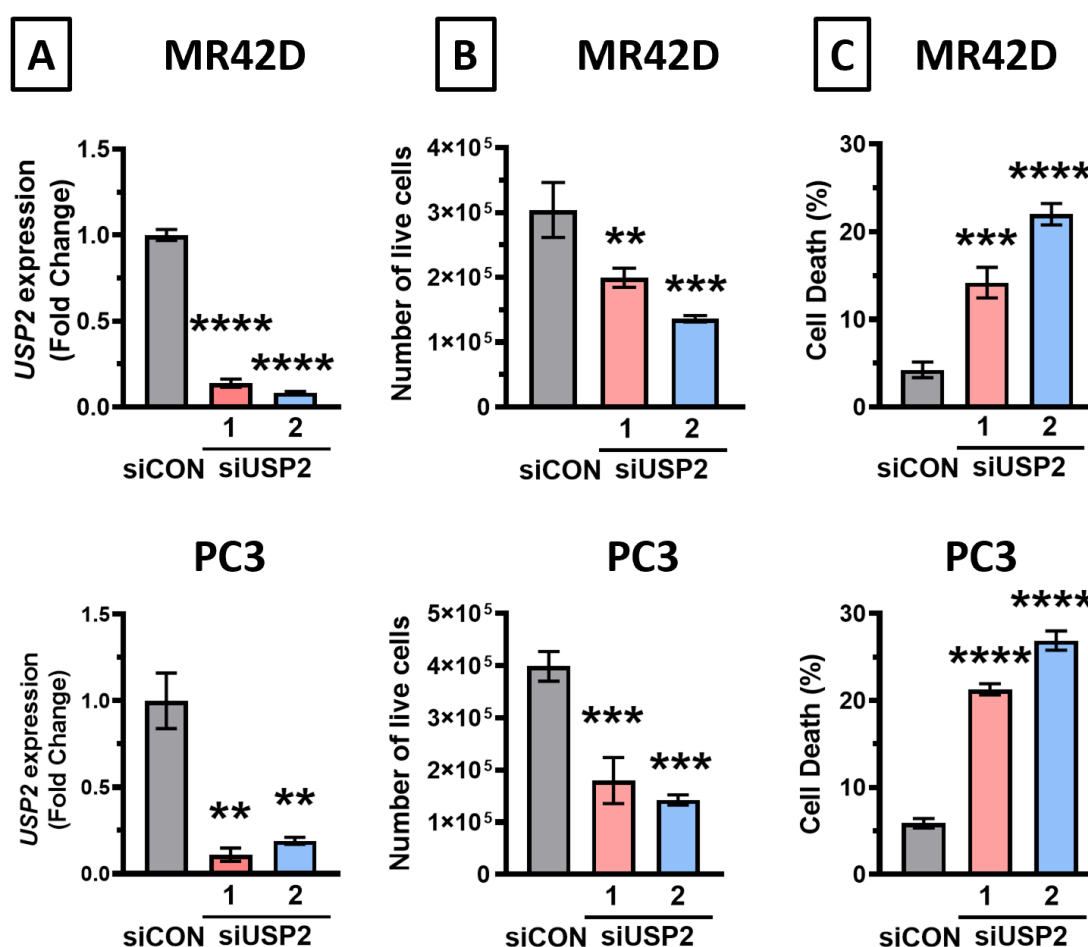 A MR42D
USP2 expression
(Fold Change)
1.5
1.0
0.5
0.0
****
****
1 2
siCON siUSP2
B MR42D
Number of live cells
4×10⁵
3×10⁵
2×10⁵
1×10⁵
0
**
***
1 2
siCON siUSP2
C MR42D
Cell Death (%)
30
20
10
0
***
****
1 2
siCON siUSP2
PC3
USP2 expression
(Fold Change)
1.5
1.0
0.5
0.0
**
**
1 2
siCON siUSP2
PC3
Number of live cells
5×10⁵
4×10⁵
3×10⁵
2×10⁵
1×10⁵
0
***
***
1 2
siCON siUSP2
PC3
Cell Death (%)
30
20
10
0
****
****
1 2
siCON siUSP2